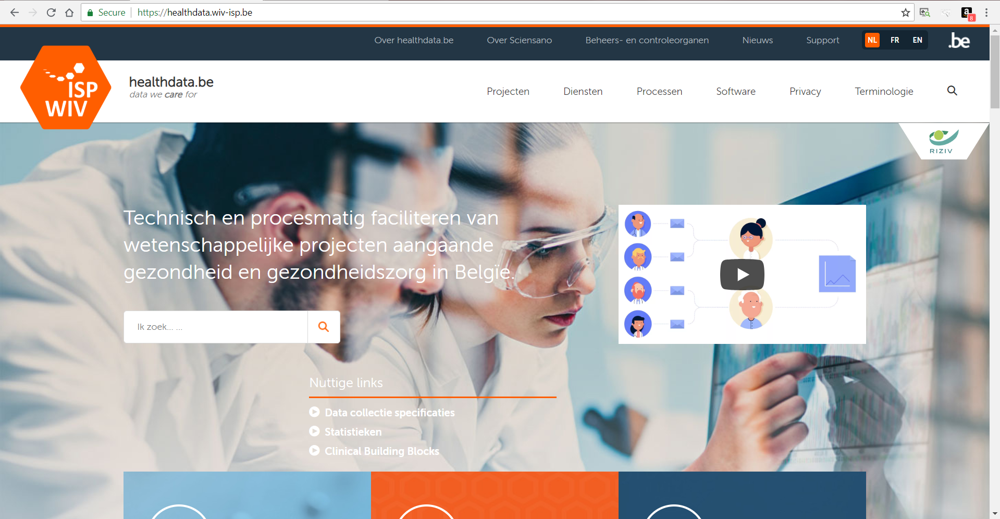 Secure
https://healthdata.wiv-isp.be
a
8
Over healthdata.be
Over Sciensano
Beheers- en controleorganen
Nieuws
Support
NL FR EN
.be
ISP
WIV
healthdata.be
data we care for
Projecten
Diensten
Processen
Software
Privacy
Terminologie
RIZIV
Technisch en procesmatig faciliteren van
wetenschappelijke projecten aangaande
gezondheid en gezondheidszorg in Belgïe.
Ik zoek... ...
Nuttige links
Data collectie specificaties
Statistieken
Clinical Building Blocks